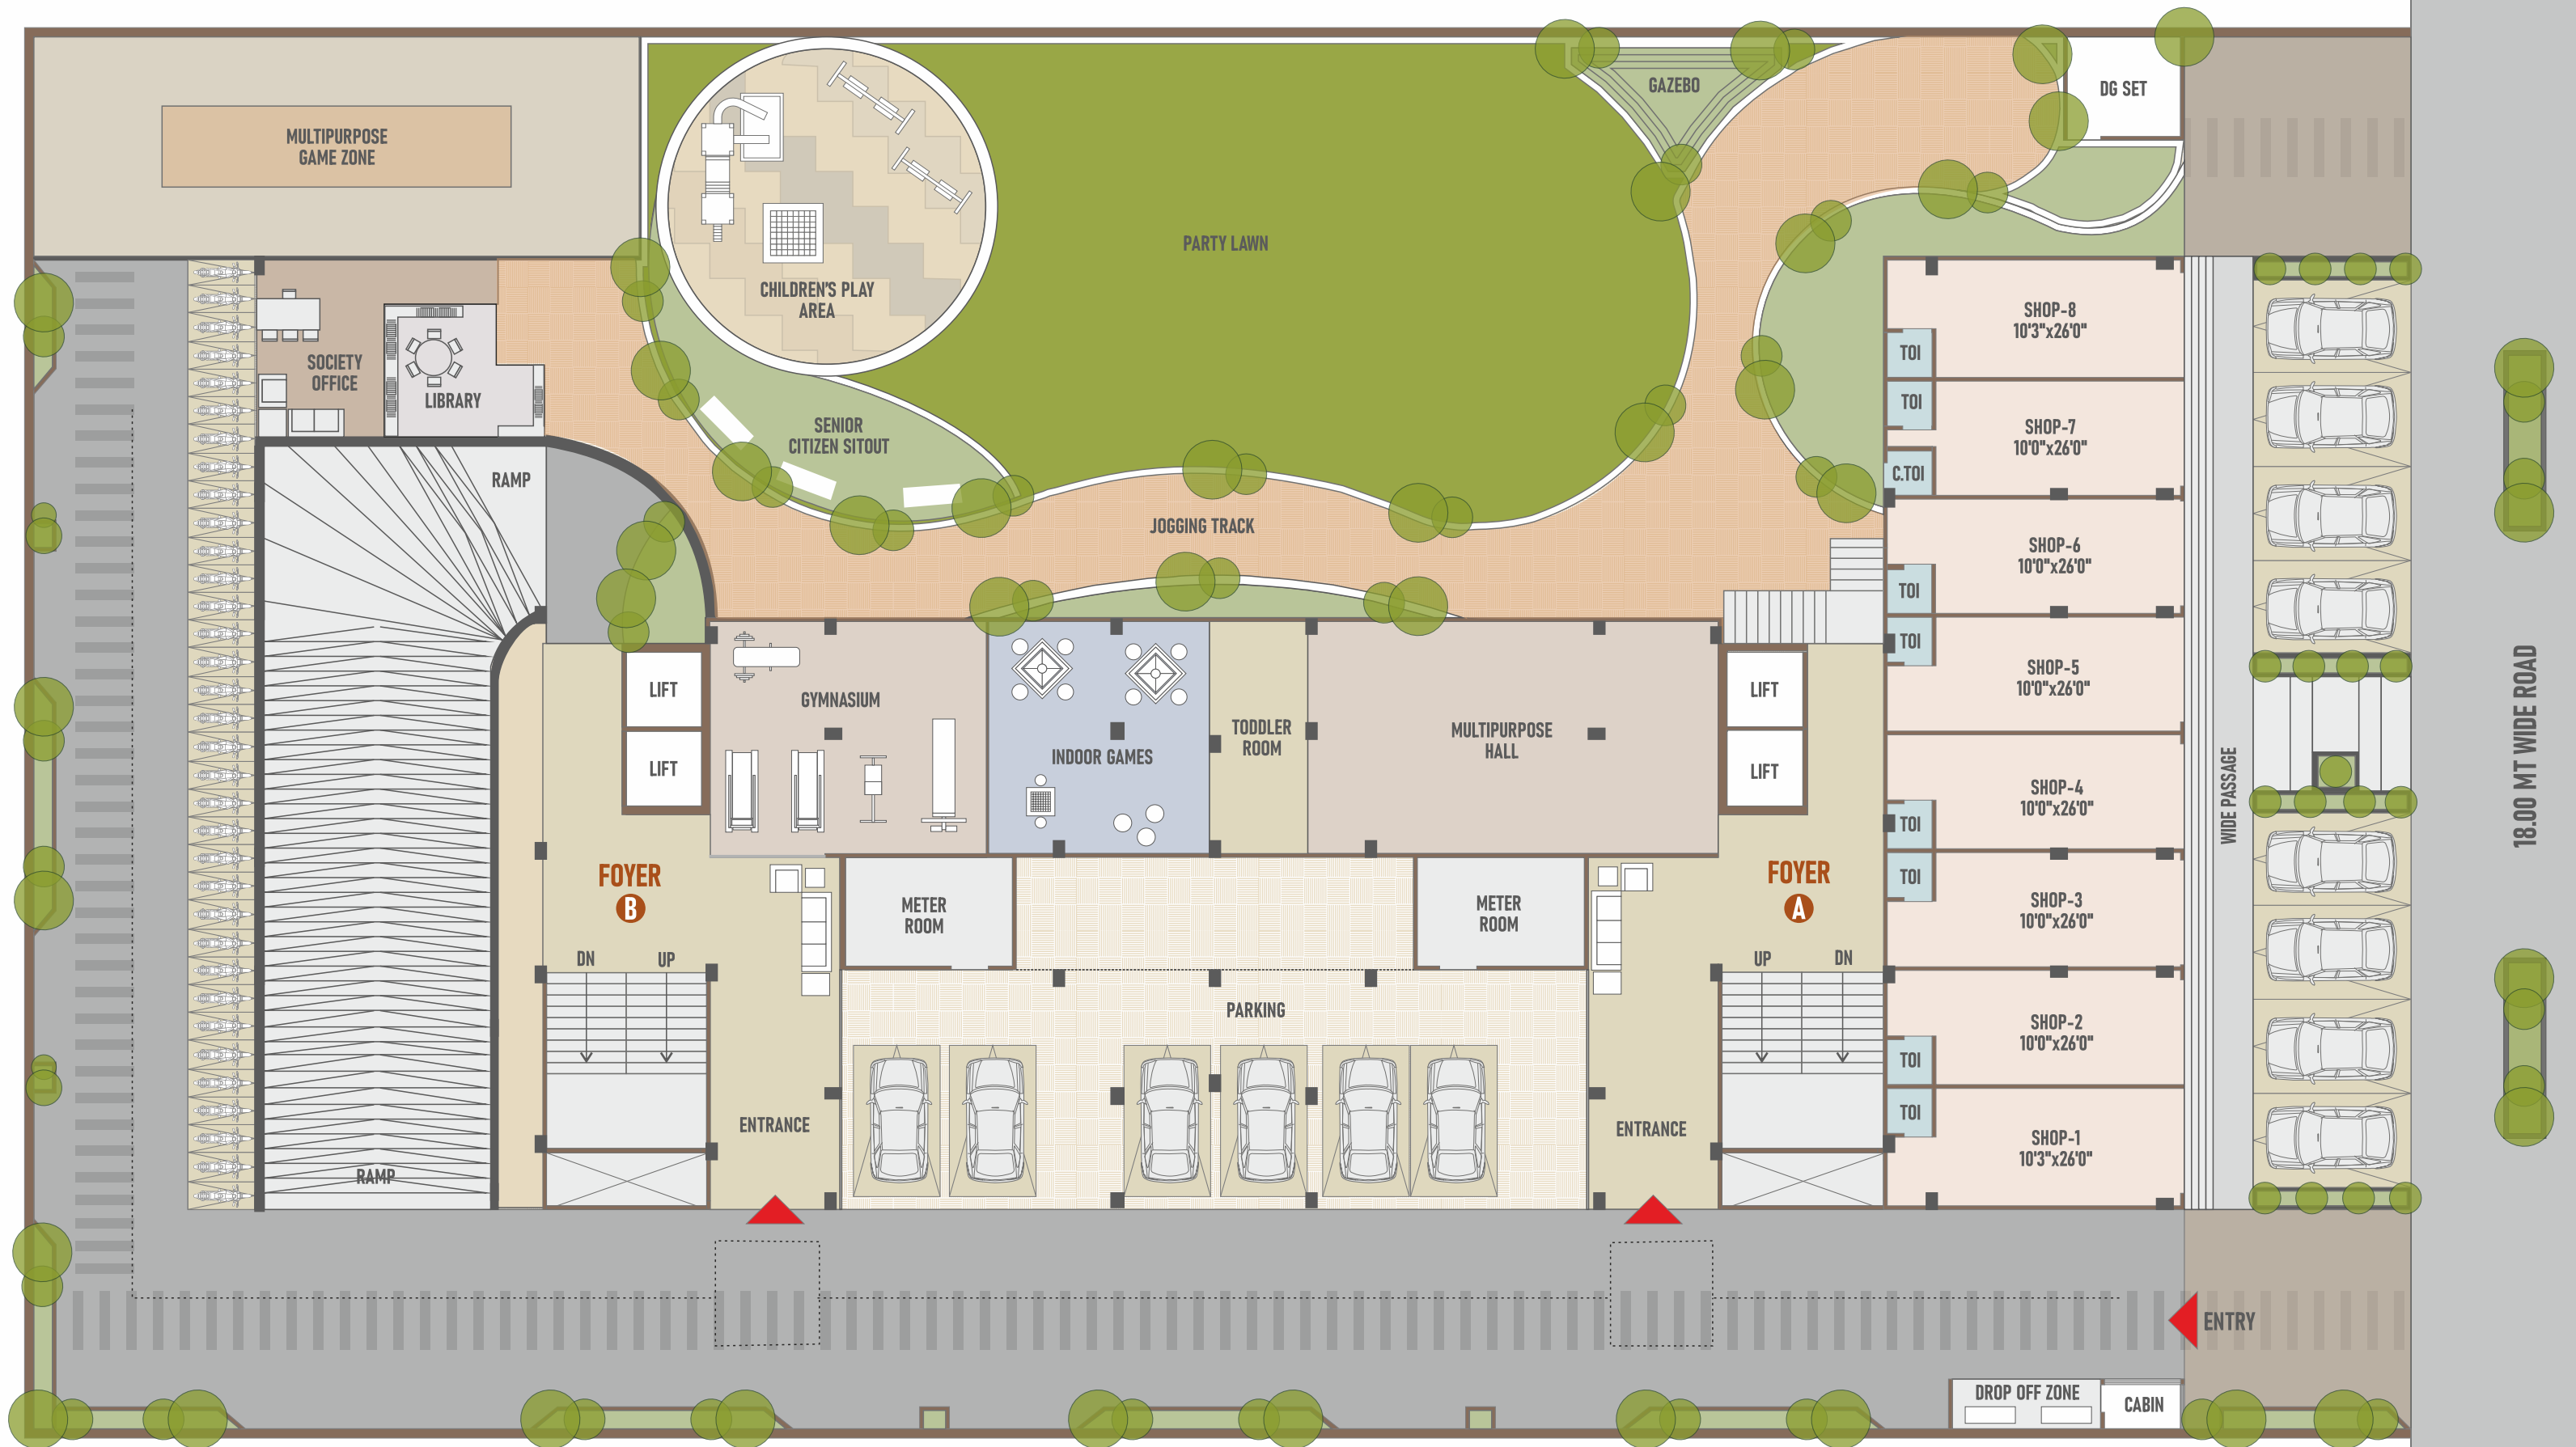 MULTIPURPOSE
GAME ZONE
GAZEBO
DG SET
PARTY LAWN
CHILDREN'S PLAY
AREA
SOCIETY
OFFICE
LIBRARY
SENIOR
CITIZEN SITOUT
RAMP
JOGGING TRACK
SHOP-8
10'3"x26'0"
TOI
TOI
SHOP-7
10'0"x26'0"
C.TOI
SHOP-6
10'0"x26'0"
TOI
TOI
SHOP-5
10'0"x26'0"
LIFT
LIFT
GYMNASIUM
INDOOR GAMES
TODDLER
ROOM
MULTIPURPOSE
HALL
LIFT
LIFT
SHOP-4
10'0"x26'0"
TOI
TOI
SHOP-3
10'0"x26'0"
WIDE PASSAGE
18.00 MT WIDE ROAD
FOYER
B
METER
ROOM
METER
ROOM
FOYER
A
DN
UP
UP
DN
PARKING
SHOP-2
10'0"x26'0"
TOI
TOI
SHOP-1
10'3"x26'0"
ENTRANCE
ENTRANCE
RAMP
ENTRY
DROP OFF ZONE
CABIN